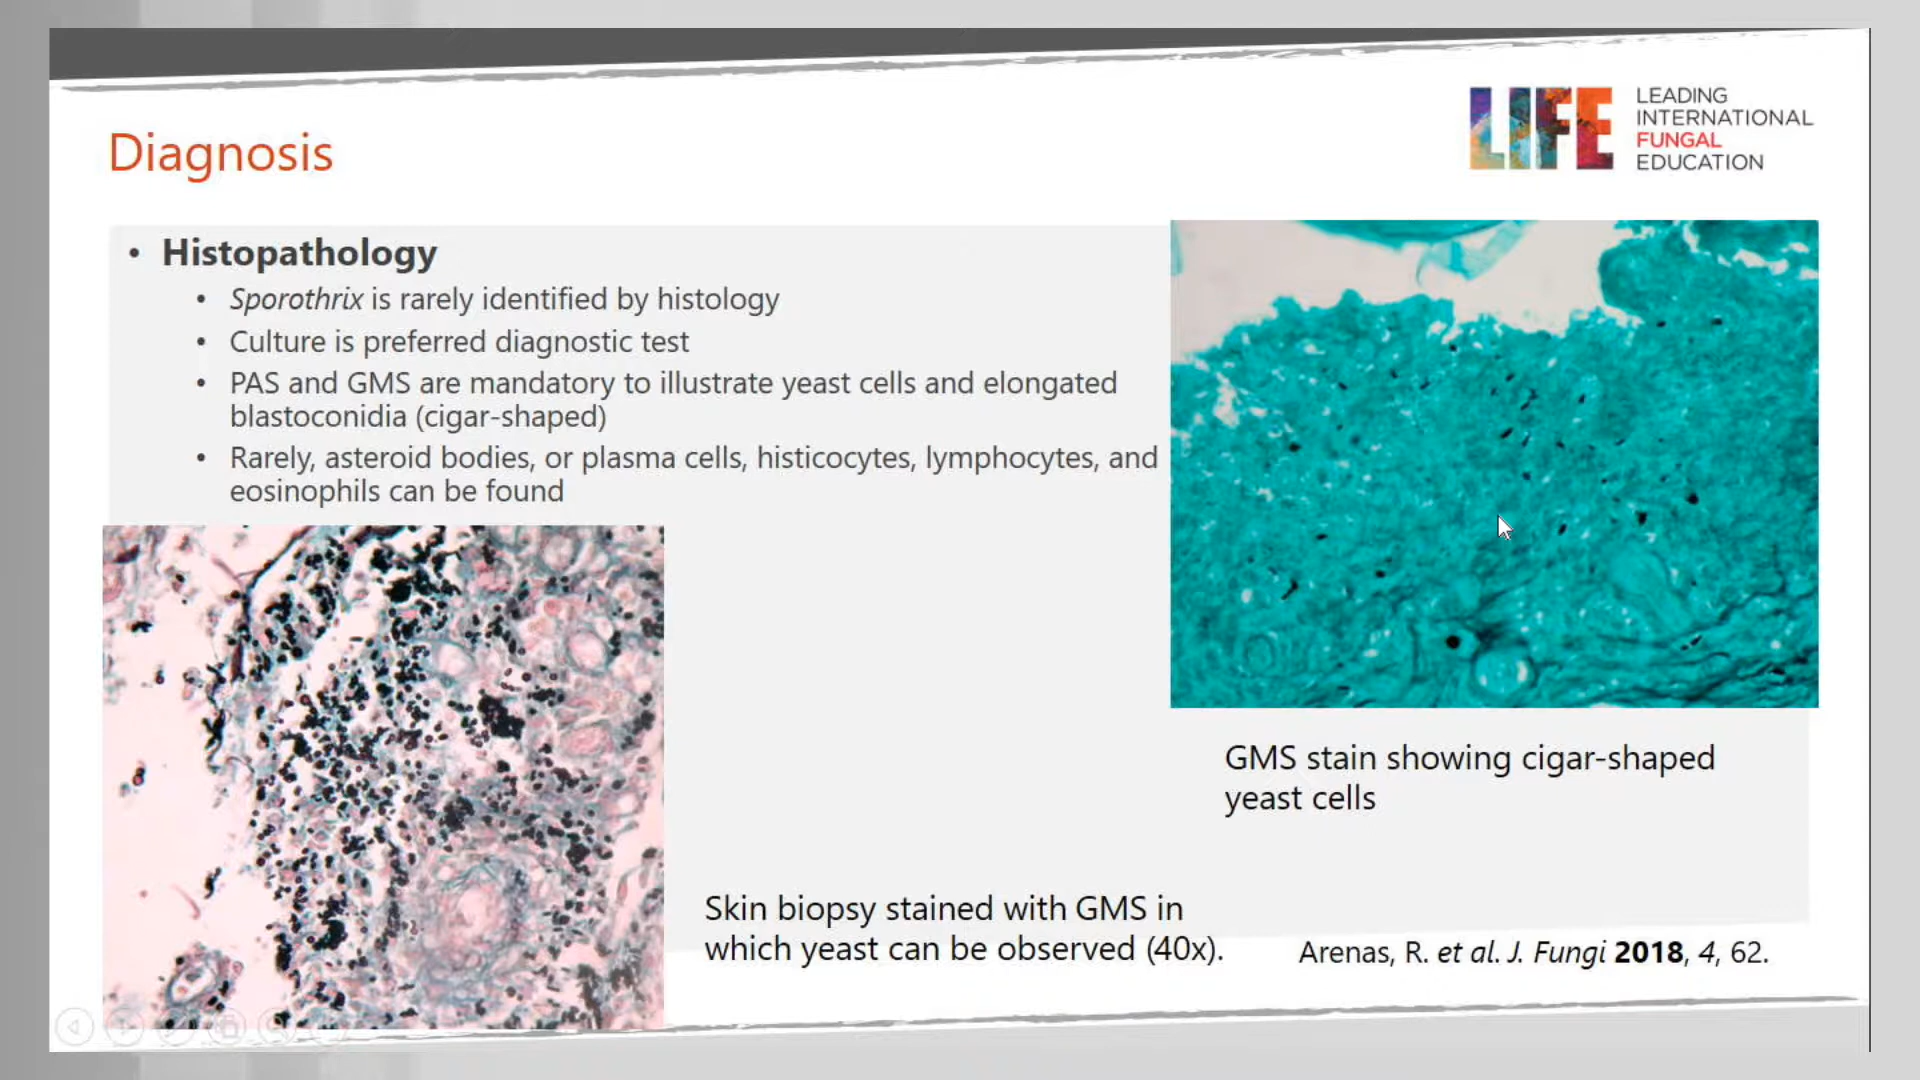 LIFE
LEADING
INTERNATIONAL
FUNGAL
EDUCATION
Diagnosis
• Histopathology
• Sporothrix is rarely identified by histology
• Culture is preferred diagnostic test
• PAS and GMS are mandatory to illustrate yeast cells and elongated
blastoconidia (cigar-shaped)
• Rarely, asteroid bodies, or plasma cells, histicocytes, lymphocytes, and
eosinophils can be found
GMS stain showing cigar-shaped
yeast cells
Skin biopsy stained with GMS in
which yeast can be observed (40x).
Arenas, R. et al. J. Fungi 2018, 4, 62.